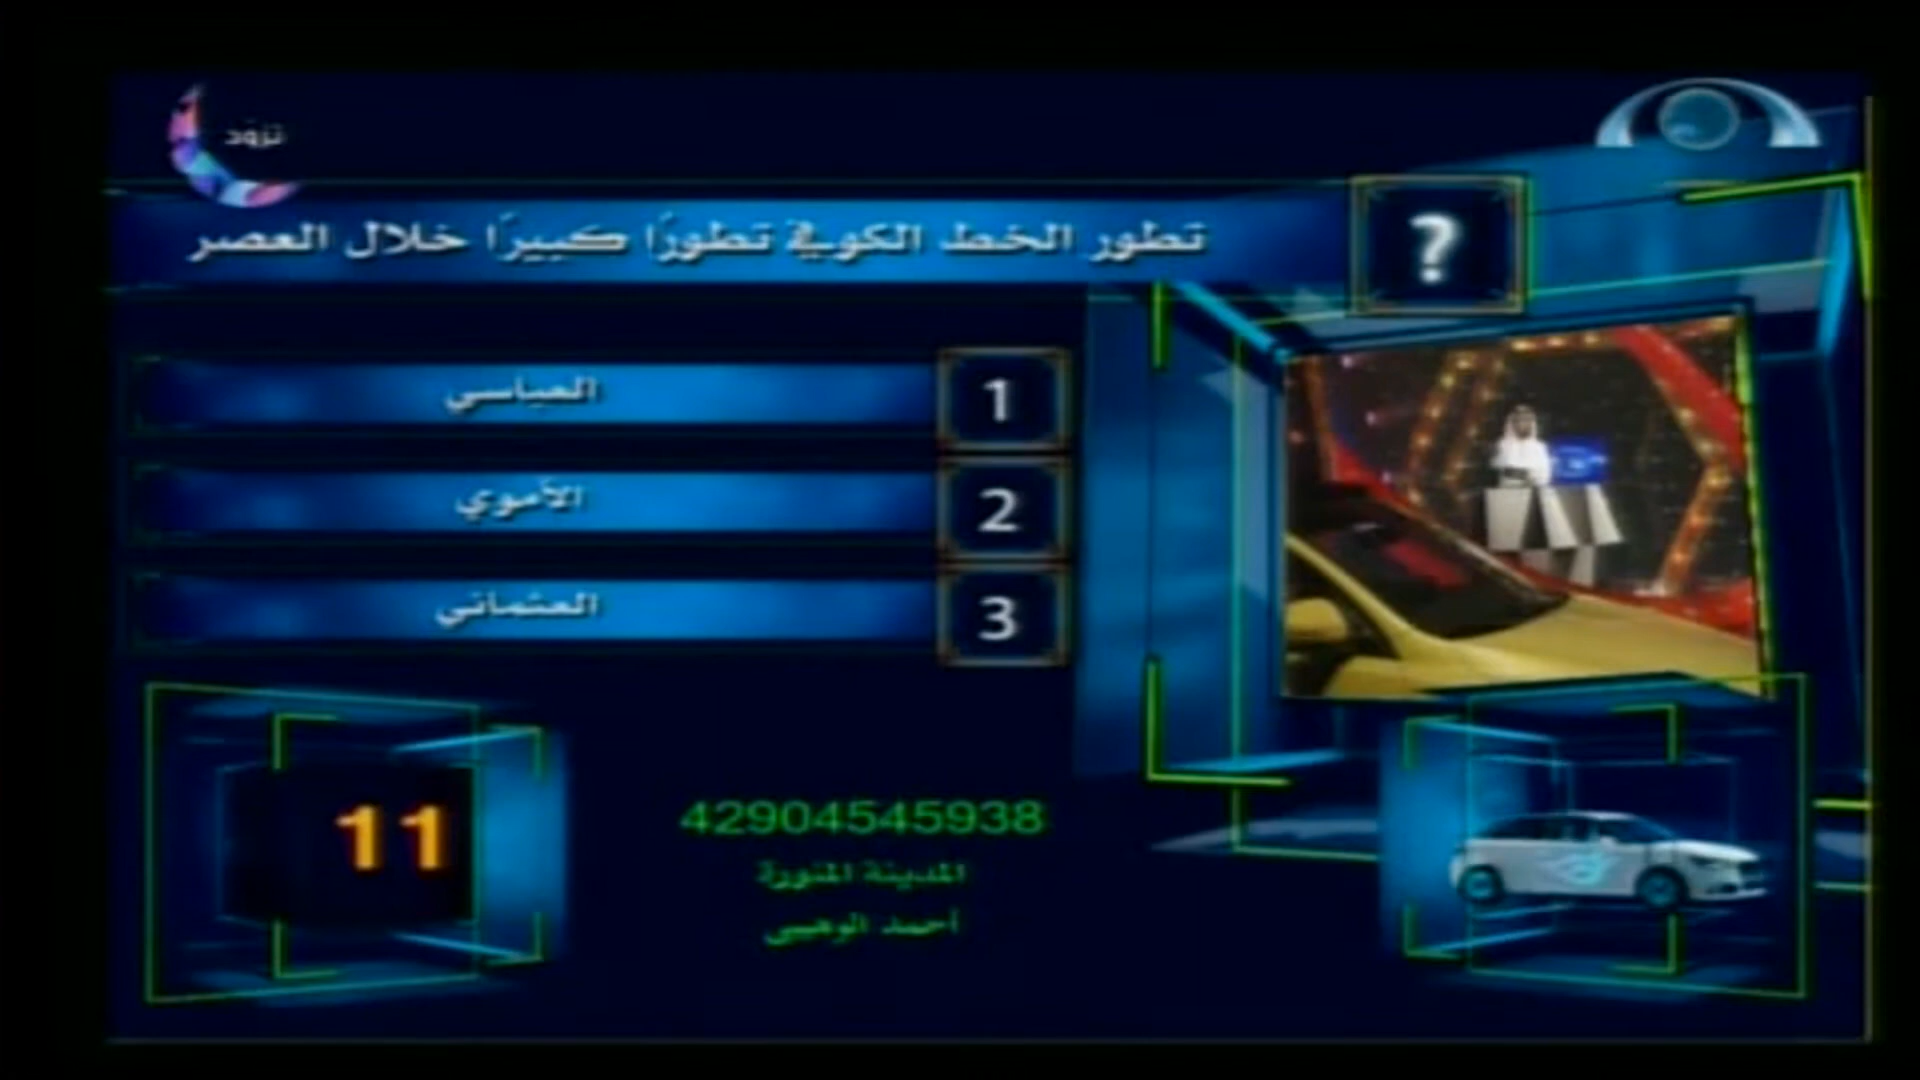 تزود
؟ تطور الخط الكوفي تطورًا كبيرًا خلال العصر
1 العباسي
2 الأموي
3 العثماني
11
42904545938
المدينة المنورة
أحمد الوهيبي